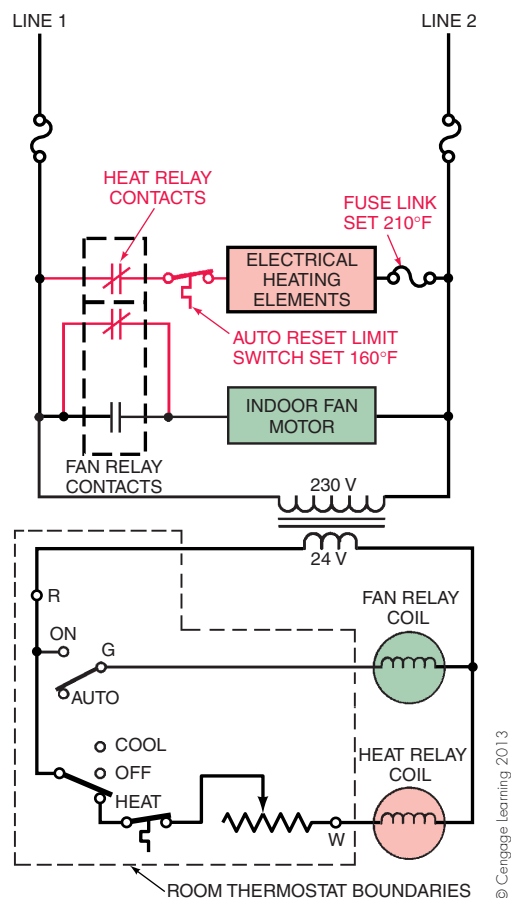 LINE 1
LINE 2
HEAT RELAY
CONTACTS
FUSE LINK
SET 210°F
ELECTRICAL
HEATING
ELEMENTS
AUTO RESET LIMIT
SWITCH SET 160°F
INDOOR FAN
MOTOR
FAN RELAY
CONTACTS
230 V
24 V
R
FAN RELAY
COIL
ON
G
AUTO
COOL
OFF
HEAT
HEAT RELAY
COIL
W
ROOM THERMOSTAT BOUNDARIES
© Cengage Learning 2013